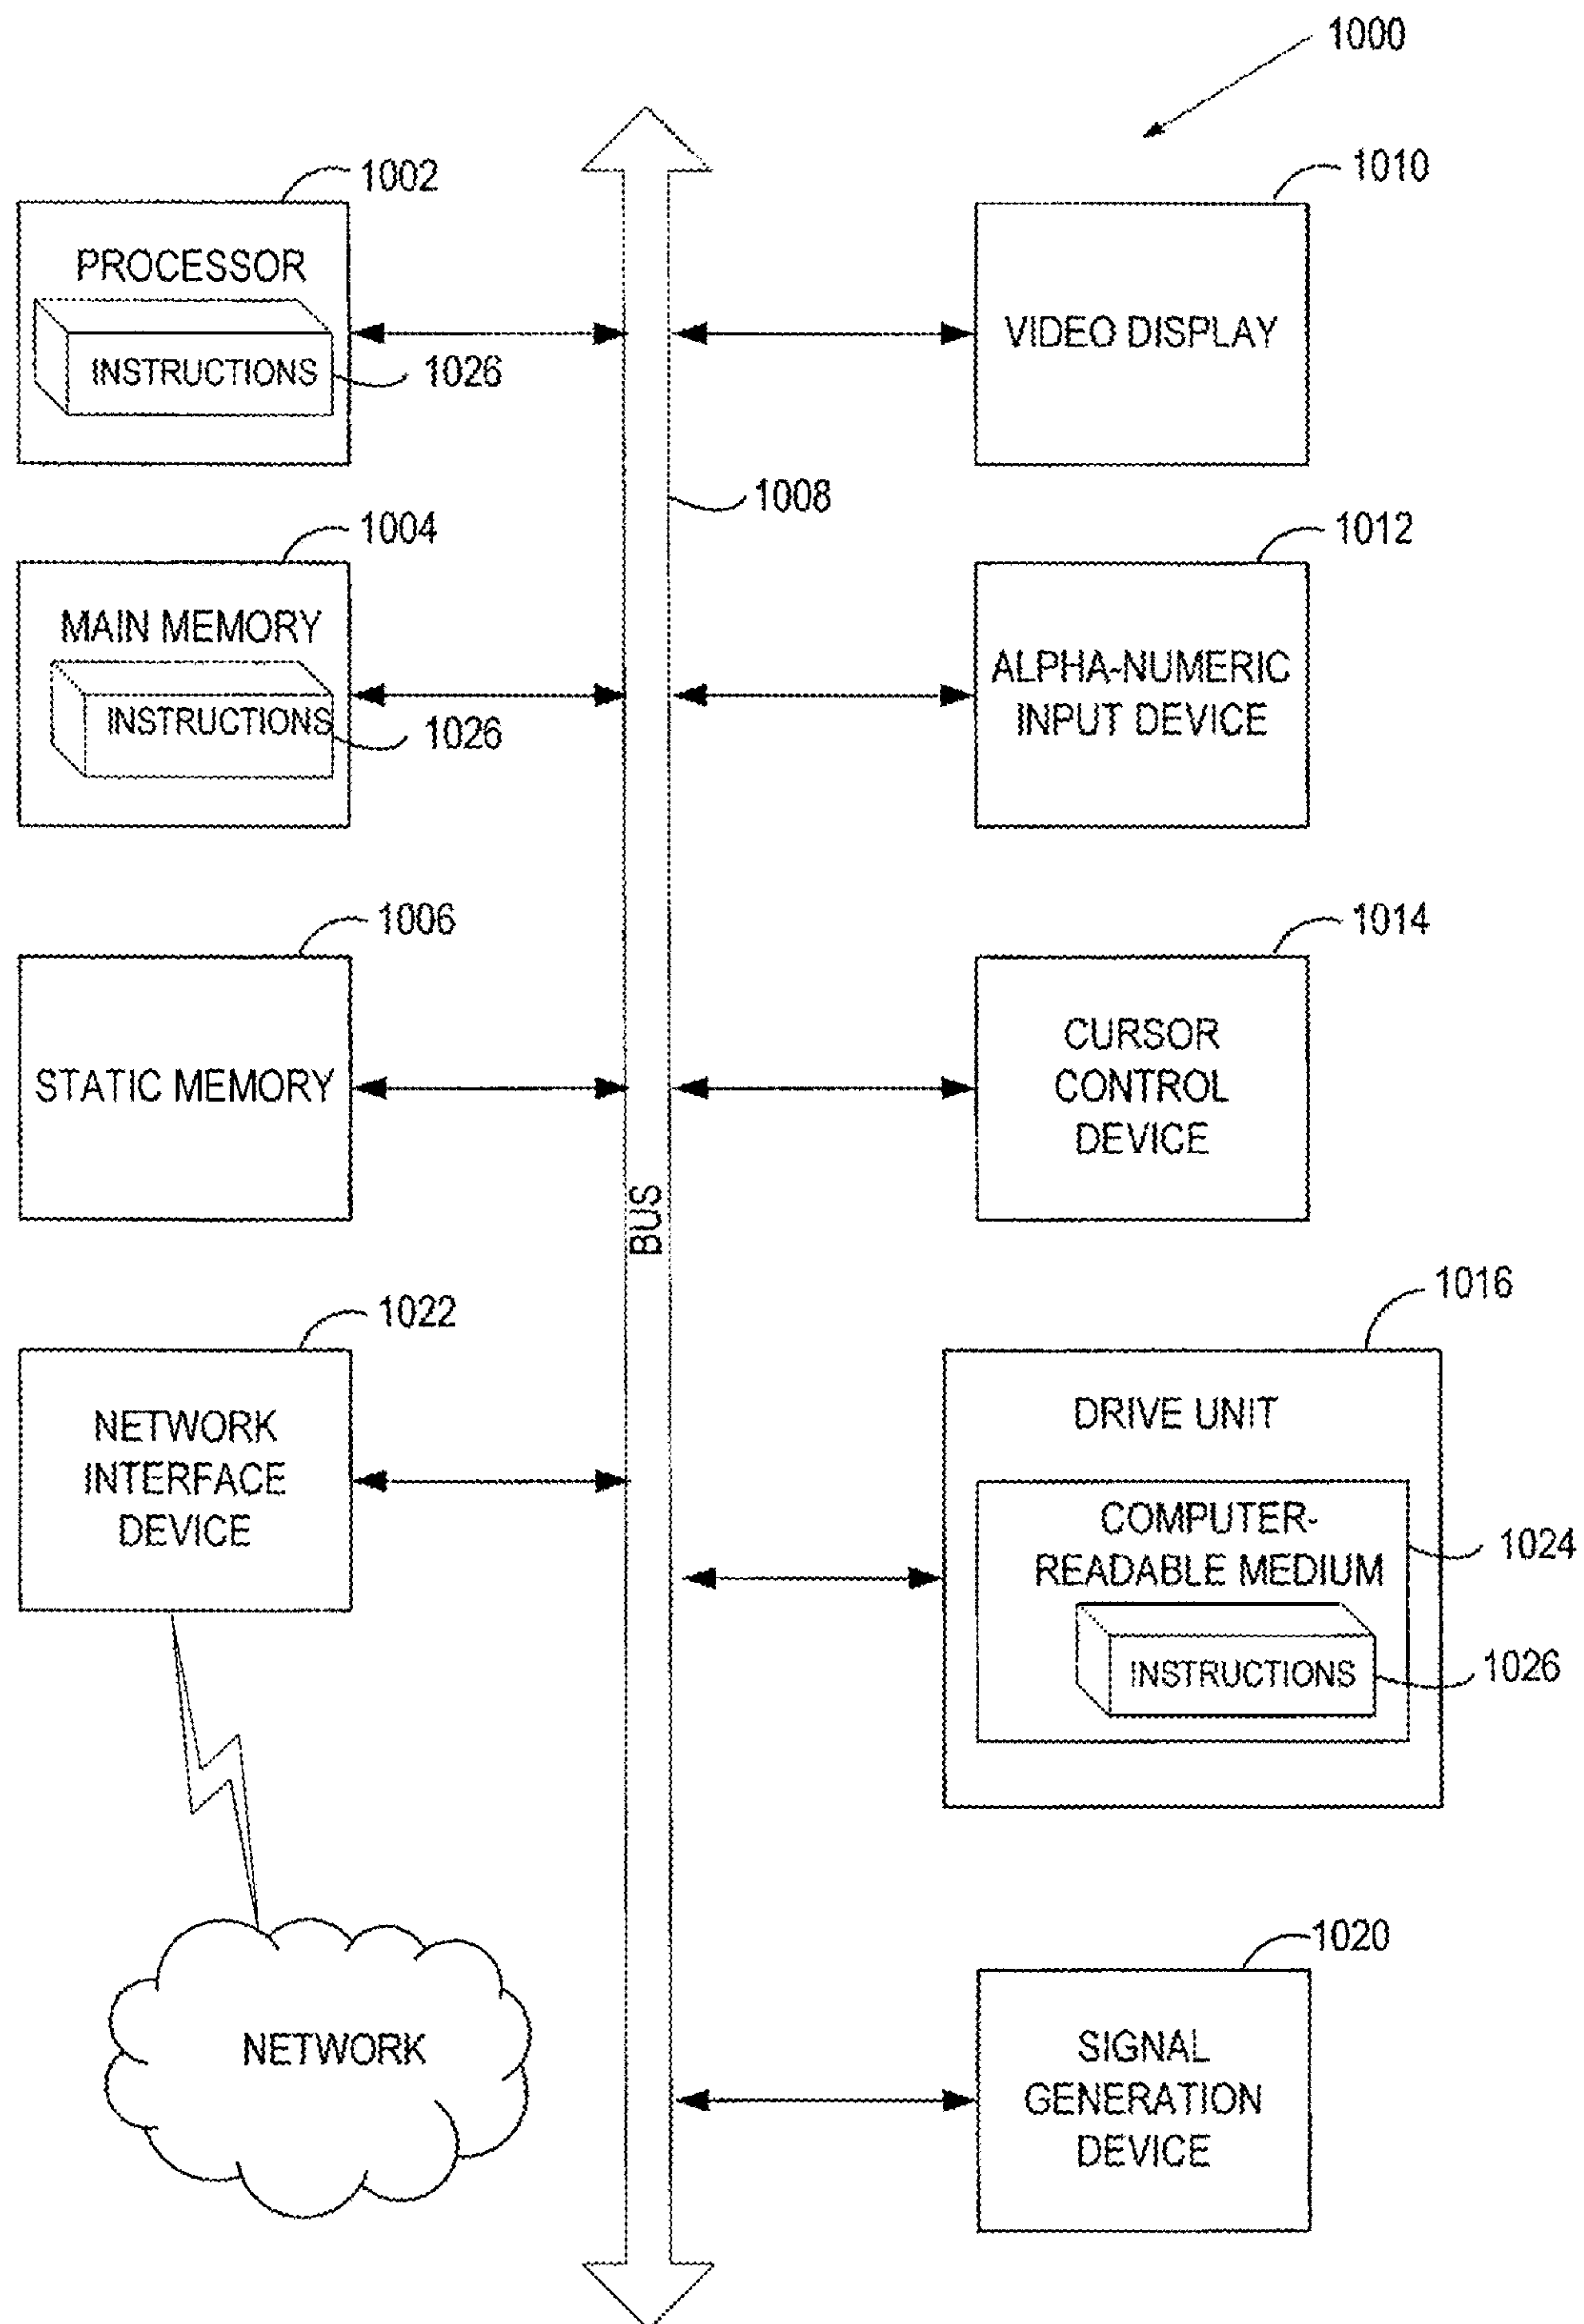 1000
1002
PROCESSOR
INSTRUCTIONS
1026
1010
VIDEO DISPLAY
1008
1004
MAIN MEMORY
INSTRUCTIONS
1026
1012
ALPHA-NUMERIC
INPUT DEVICE
1006
STATIC MEMORY
1014
CURSOR
CONTROL
DEVICE
BUS
1022
NETWORK
INTERFACE
DEVICE
1016
DRIVE UNIT
COMPUTER-
READABLE MEDIUM
1024
INSTRUCTIONS
1026
NETWORK
1020
SIGNAL
GENERATION
DEVICE